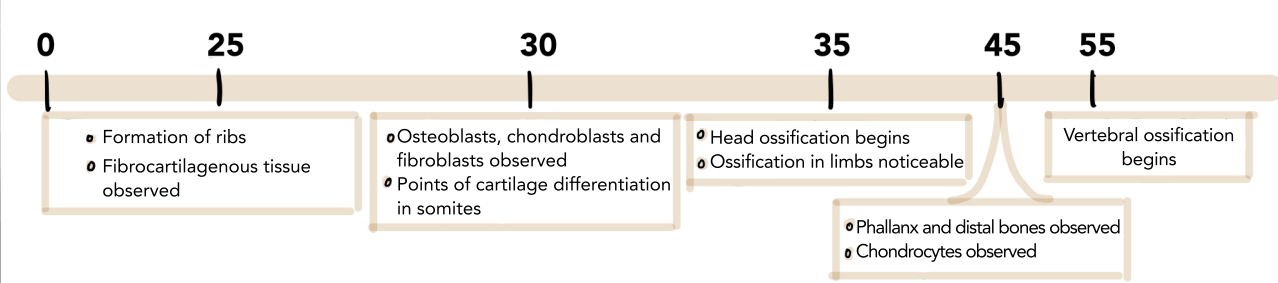 0 25 30 35 45 55
Formation of ribs
Fibrocartilagenous tissue
observed
Osteoblasts, chondroblasts and
fibroblasts observed
Points of cartilage differentiation
in somites
Head ossification begins
Ossification in limbs noticeable
Phallanx and distal bones observed
Chondrocytes observed
Vertebral ossification
begins